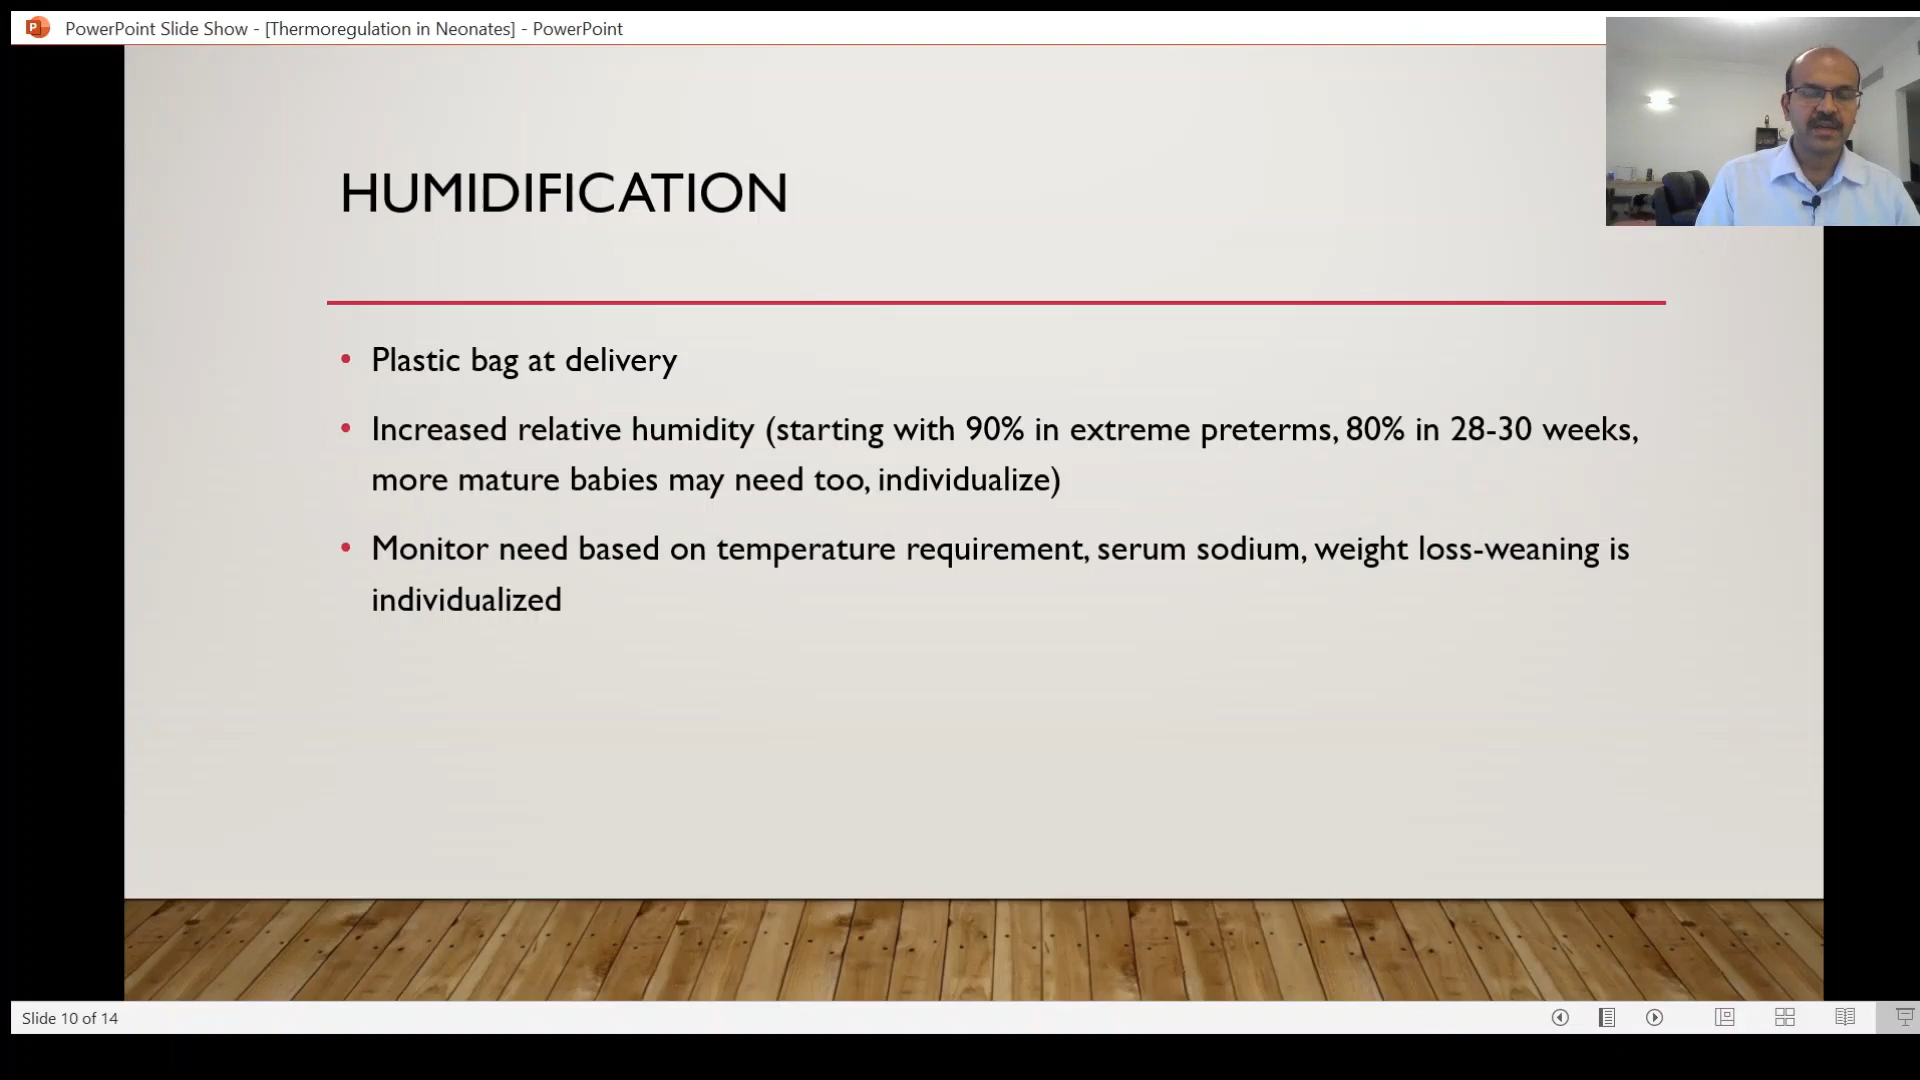 PowerPoint Slide Show - [Thermoregulation in Neonates] - PowerPoint
HUMIDIFICATION
• Plastic bag at delivery
• Increased relative humidity (starting with 90% in extreme preterms, 80% in 28-30 weeks,
more mature babies may need too, individualize)
• Monitor need based on temperature requirement, serum sodium, weight loss-weaning is
individualized
Slide 10 of 14